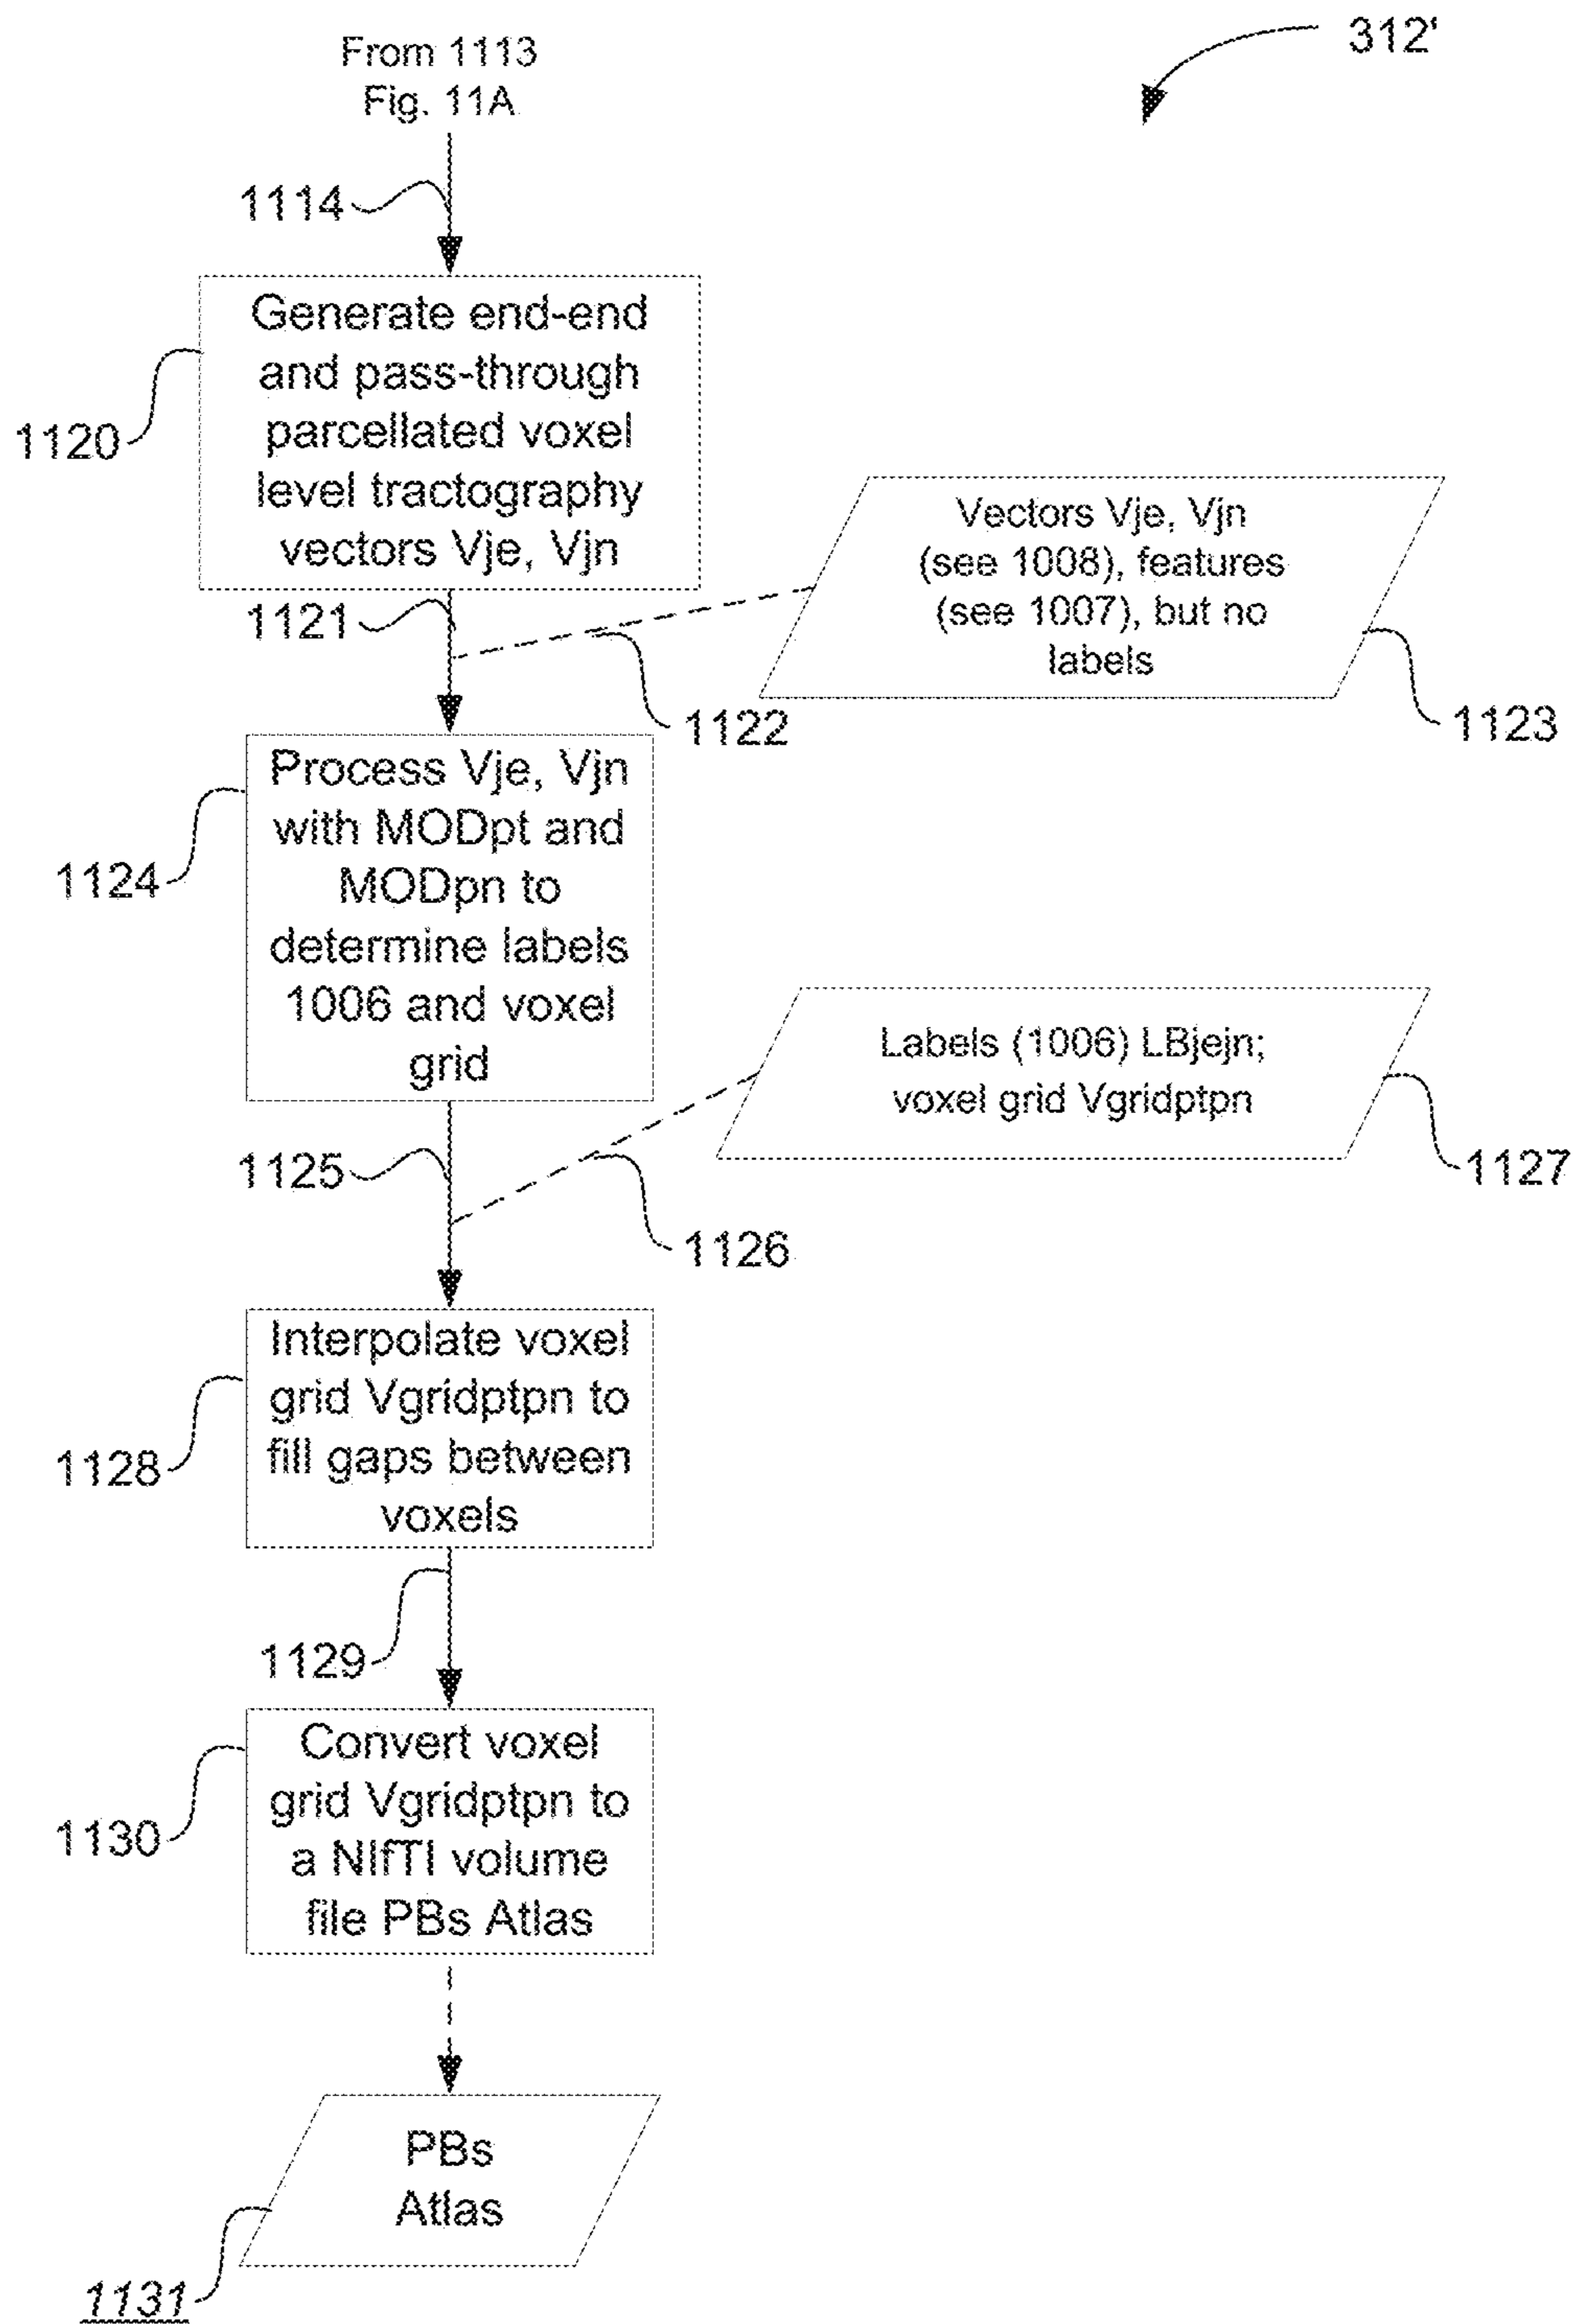 312'
From 1113
Fig. 11A
1114
Generate end-end
and pass-through
parcellated voxel
level tractography
vectors Vje, Vjn
1120
Vectors Vje, Vjn
(see 1008), features
(see 1007), but no
labels
1121
1122
1123
Process Vje, Vjn
with MODpt and
MODpn to
determine labels
1006 and voxel
grid
1124
Labels (1006) LBjejn;
voxel grid Vgridptpn
1125
1126
1127
Interpolate voxel
grid Vgridptpn to
fill gaps between
voxels
1128
1129
Convert voxel
grid Vgridptpn to
a NIfTI volume
file PBs Atlas
1130
PBs
Atlas
1131